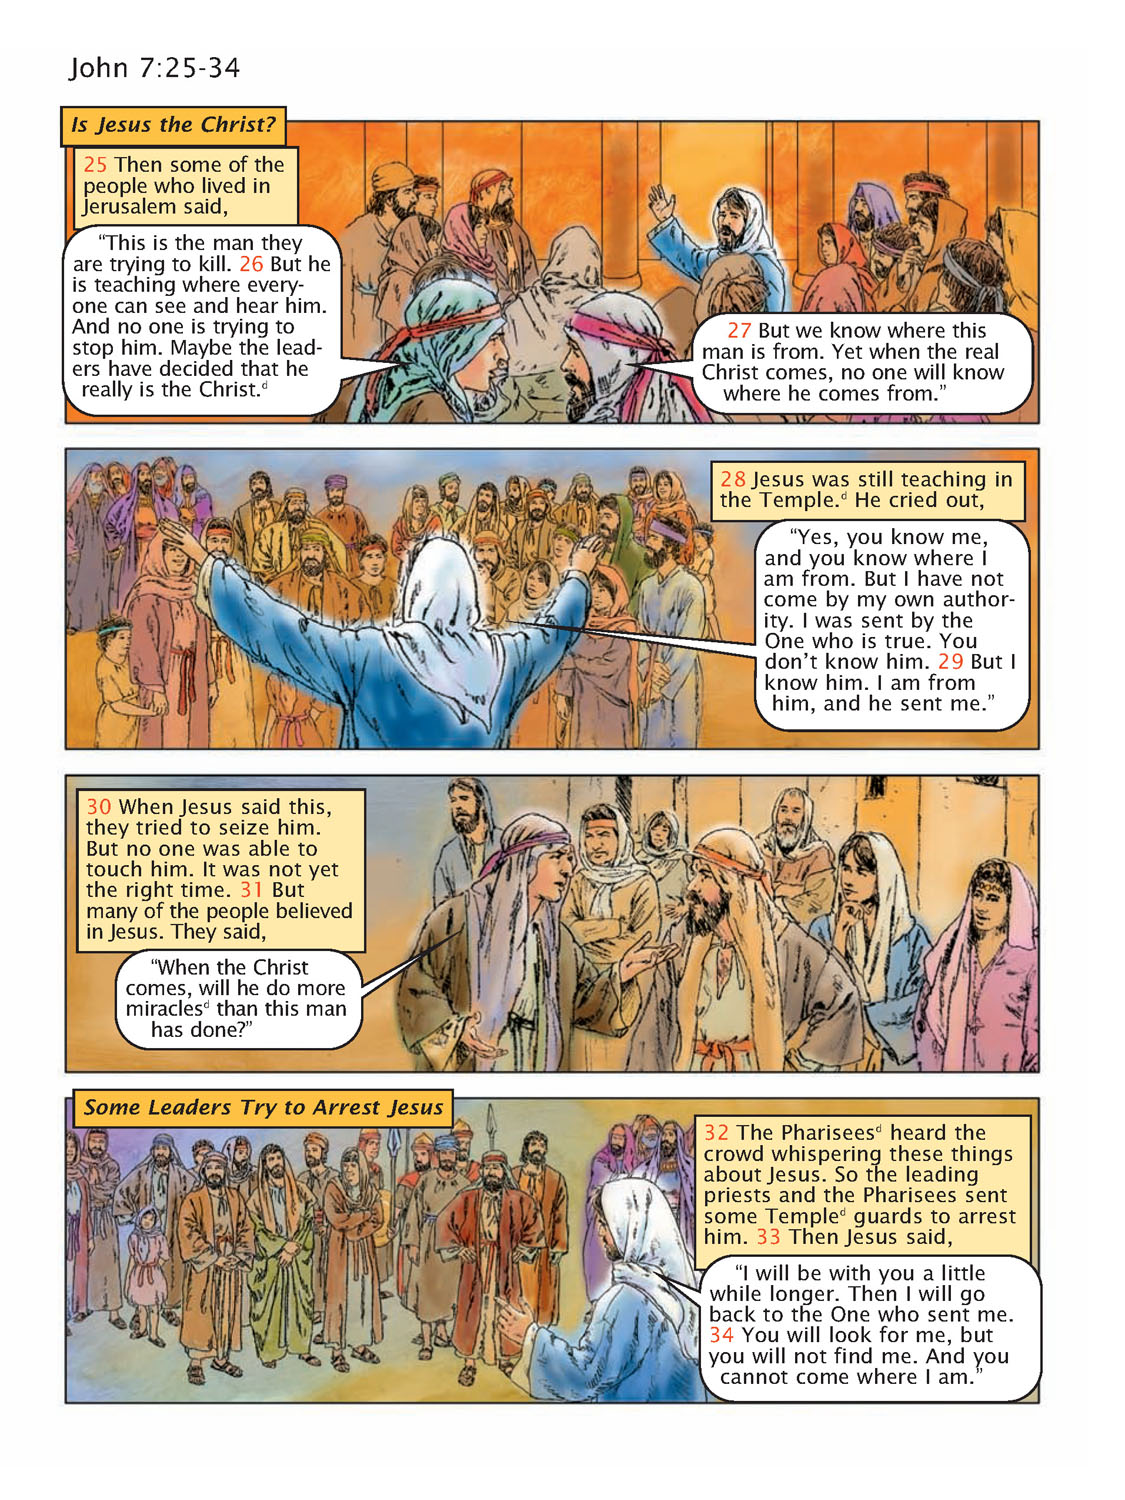 John 7:25-34
Is Jesus the Christ?
25 Then some of the
people who lived in
Jerusalem said,
“This is the man they
are trying to kill. 26 But he
is teaching where every-
one can see and hear him.
And no one is trying to
stop him. Maybe the lead-
ers have decided that he
really is the Christ.d
27 But we know where this
man is from. Yet when the real
Christ comes, no one will know
where he comes from.”
28 Jesus was still teaching in
the Temple.d He cried out,
“Yes, you know me,
and you know where I
am from. But I have not
come by my own author-
ity. I was sent by the
One who is true. You
don’t know him. 29 But I
know him. I am from
him, and he sent me.”
30 When Jesus said this,
they tried to seize him.
But no one was able to
touch him. It was not yet
the right time. 31 But
many of the people believed
in Jesus. They said,
“When the Christ
comes, will he do more
miraclesd than this man
has done?”
Some Leaders Try to Arrest Jesus
32 The Phariseesd heard the
crowd whispering these things
about Jesus. So the leading
priests and the Pharisees sent
some Templed guards to arrest
him. 33 Then Jesus said,
“I will be with you a little
while longer. Then I will go
back to the One who sent me.
34 You will look for me, but
you will not find me. And you
cannot come where I am.”